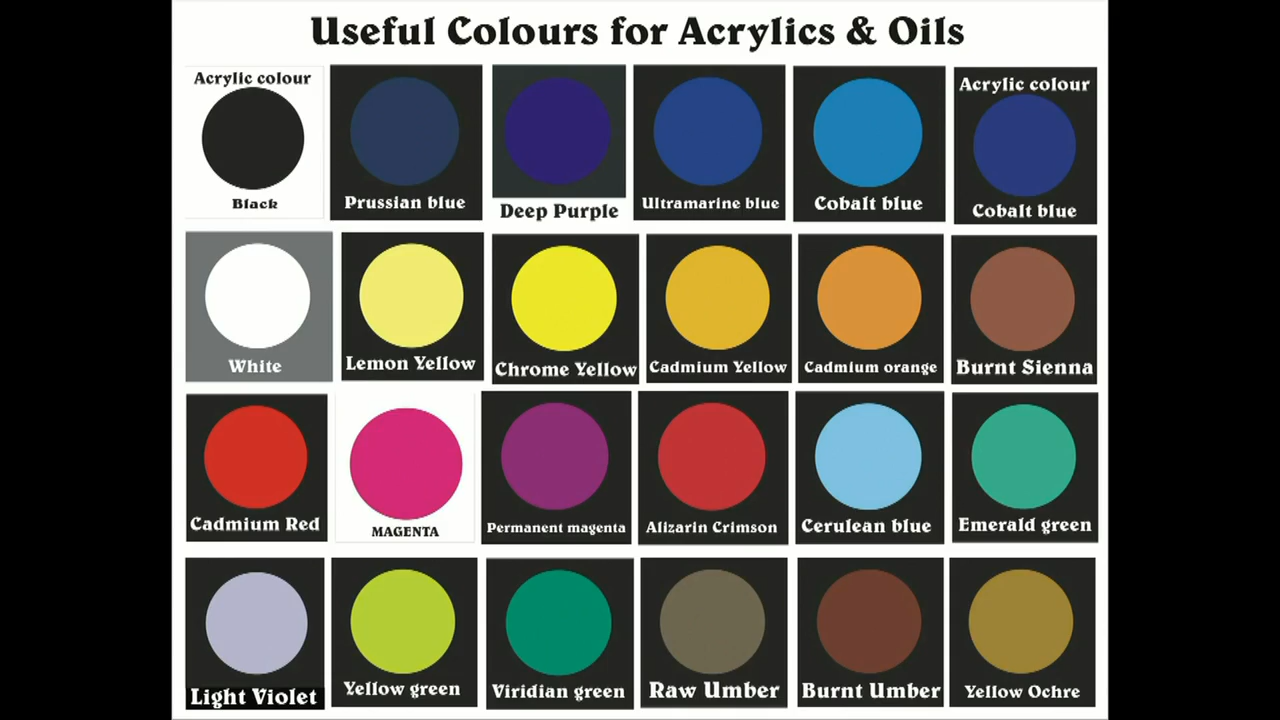 Useful Colours for Acrylics & Oils
Acrylic colour
Black
Prussian blue
Deep Purple
Ultramarine blue
Cobalt blue
Acrylic colour
Cobalt blue
White
Lemon Yellow
Chrome Yellow
Cadmium Yellow
Cadmium orange
Burnt Sienna
Cadmium Red
MAGENTA
Permanent magenta
Alizarin Crimson
Cerulean blue
Emerald green
Light Violet
Yellow green
Viridian green
Raw Umber
Burnt Umber
Yellow Ochre